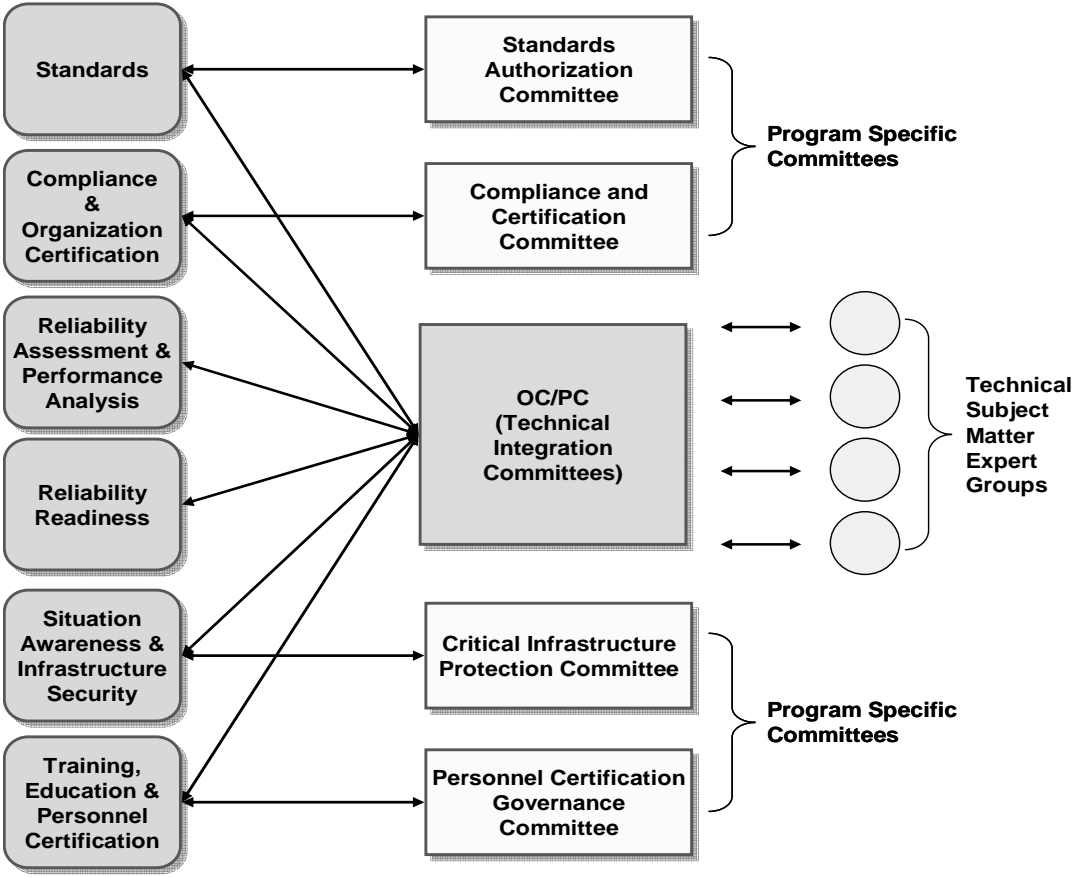 Standards
Standards
Authorization
Committee
Program Specific
Committees
Compliance
&
Organization
Certification
Compliance and
Certification
Committee
Reliability
Assessment &
Performance
Analysis
OC/PC
(Technical
Integration
Committees)
Technical
Subject
Matter
Expert
Groups
Reliability
Readiness
Situation
Awareness &
Infrastructure
Security
Critical Infrastructure
Protection Committee
Program Specific
Committees
Training,
Education &
Personnel
Certification
Personnel Certification
Governance
Committee